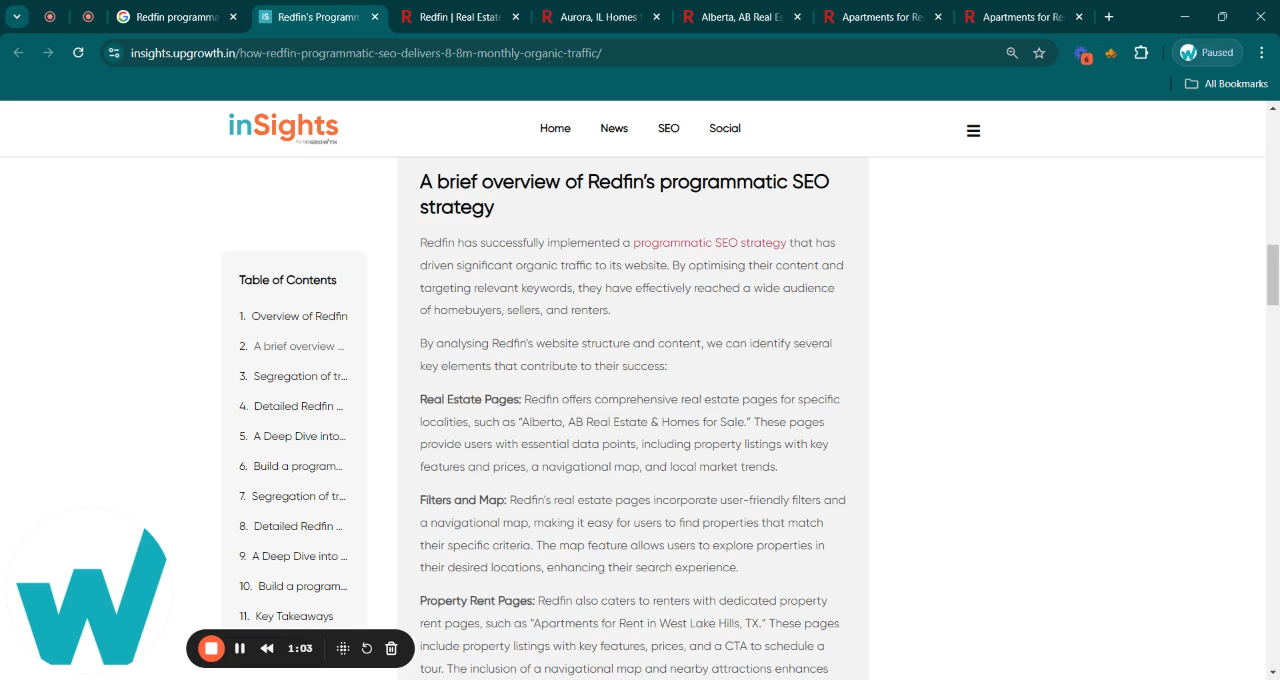 Redfin programma
Redfin's Programm
Redfin | Real Estate
Aurora, IL Homes f
Alberta, AB Real Es
Apartments for Re
Apartments for Re
insights.upgrowth.in/how-redfin-programmatic-seo-delivers-8-8m-monthly-organic-traffic/
6
Paused
All Bookmarks
inSights
by upGROWTH
Home
News
SEO
Social
A brief overview of Redfin's programmatic SEO
strategy
Redfin has successfully implemented a programmatic SEO strategy that has
driven significant organic traffic to its website. By optimising their content and
targeting relevant keywords, they have effectively reached a wide audience
of homebuyers, sellers, and renters.
By analysing Redfin's website structure and content, we can identify several
key elements that contribute to their success:
Real Estate Pages: Redfin offers comprehensive real estate pages for specific
localities, such as "Alberta, AB Real Estate & Homes for Sale." These pages
provide users with essential data points, including property listings with key
features and prices, a navigational map, and local market trends.
Filters and Map: Redfin's real estate pages incorporate user-friendly filters and
a navigational map, making it easy for users to find properties that match
their specific criteria. The map feature allows users to explore properties in
their desired locations, enhancing their search experience.
Property Rent Pages: Redfin also caters to renters with dedicated property
rent pages, such as "Apartments for Rent in West Lake Hills, TX." These pages
include property listings with key features, prices, and a CTA to schedule a
tour. The inclusion of a navigational map and nearby attractions enhances
Table of Contents
1. Overview of Redfin
2. A brief overview ...
3. Segregation of tr...
4. Detailed Redfin ...
5. A Deep Dive into...
6. Build a program...
7. Segregation of tr...
8. Detailed Redfin ...
9. A Deep Dive into ...
10. Build a program...
11. Key Takeaways
1:03